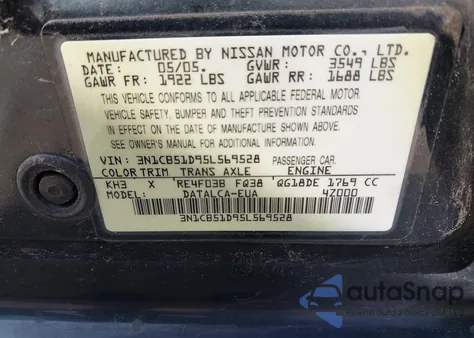 MANUFACTURED BY NISSAN MOTOR CO., LTD.
DATE: 05/05 GVWR: 3549 LBS
GAWR FR: 1922 LBS GAWR RR: 1688 LBS
THIS VEHICLE CONFORMS TO ALL APPLICABLE FEDERAL MOTOR
VEHICLE SAFETY, BUMPER AND THEFT PREVENTION STANDARDS
IN EFFECT ON THE DATE OF MANUFACTURE SHOWN ABOVE.
SEE OWNER'S MANUAL FOR ADDITIONAL INFORMATION
VIN: 3N1CB51D95L569528 PASSENGER CAR.
COLOR TRIM TRANS AXLE ENGINE
KH3 X RE4F03B FQ38 QG18DE 1769 CC
MODEL: DATALCA-EUA 4Z000
3N1CB51D95L569528
autoSnap